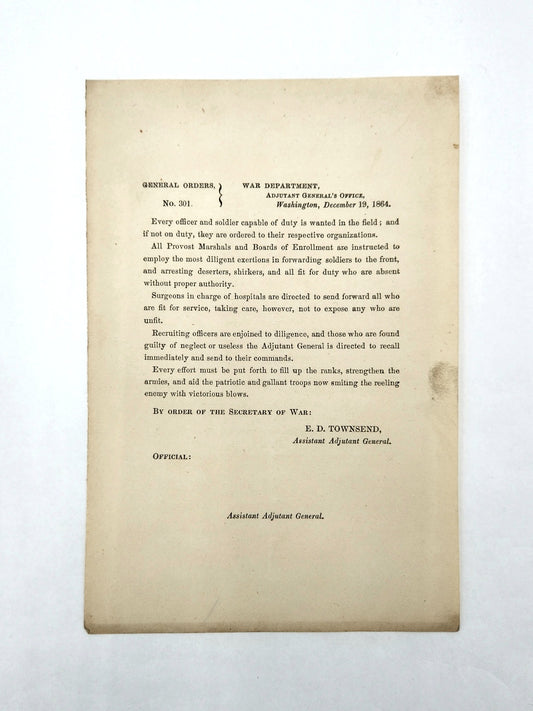 GENERAL ORDERS, } WAR DEPARTMENT,
ADJUTANT GENERAL'S OFFICE,
No. 301. Washington, December 19, 1864.
Every officer and soldier capable of duty is wanted in the field; and
if not on duty, they are ordered to their respective organizations.
All Provost Marshals and Boards of Enrollment are instructed to
employ the most diligent exertions in forwarding soldiers to the front,
and arresting deserters, shirkers, and all fit for duty who are absent
without proper authority.
Surgeons in charge of hospitals are directed to send forward all who
are fit for service, taking care, however, not to expose any who are
unfit.
Recruiting officers are enjoined to diligence, and those who are found
guilty of neglect or useless the Adjutant General is directed to recall
immediately and send to their commands.
Every effort must be put forth to fill up the ranks, strengthen the
armies, and aid the patriotic and gallant troops now smiting the reeling
enemy with victorious blows.
BY ORDER OF THE SECRETARY OF WAR:
E. D. TOWNSEND,
Assistant Adjutant General.
OFFICIAL:
Assistant Adjutant General.